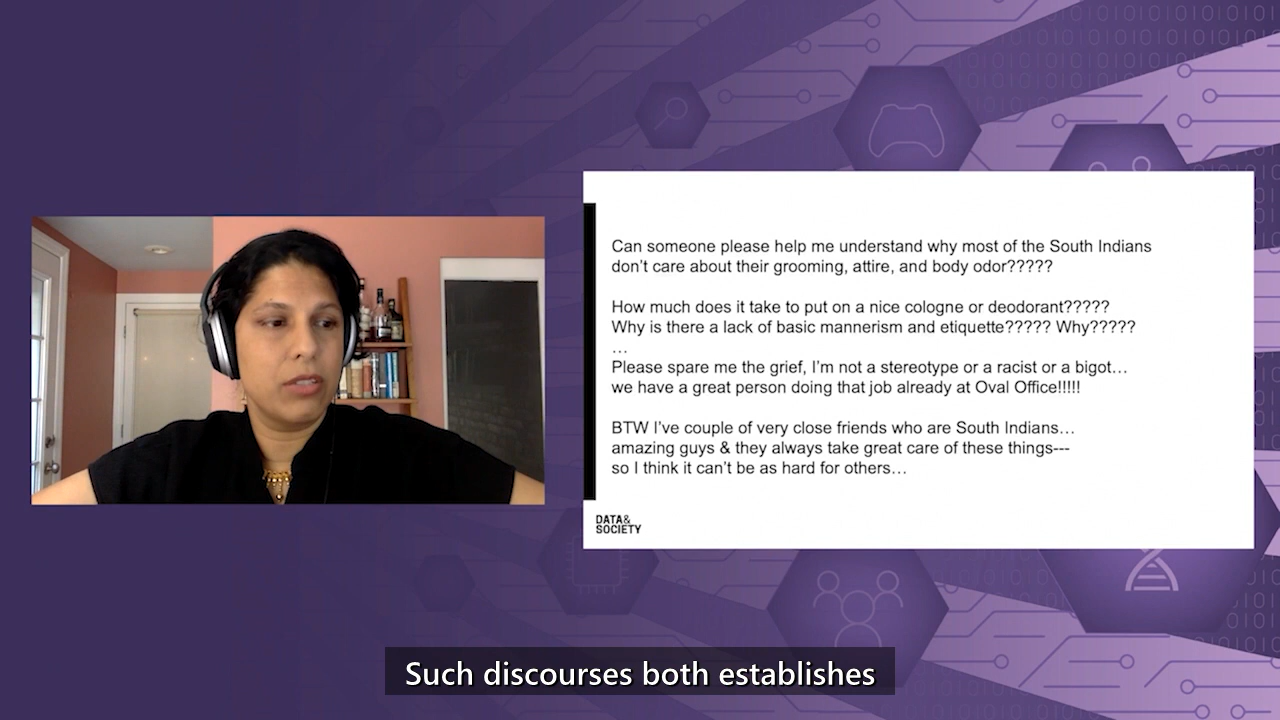 Can someone please help me understand why most of the South Indians
don't care about their grooming, attire, and body odor?????
How much does it take to put on a nice cologne or deodorant?????
Why is there a lack of basic mannerism and etiquette????? Why?????
…
Please spare me the grief, I'm not a stereotype or a racist or a bigot…
we have a great person doing that job already at Oval Office!!!!!
BTW I've couple of very close friends who are South Indians…
amazing guys & they always take great care of these things---
so I think it can't be as hard for others…
DATA&
SOCIETY
Such discourses both establishes